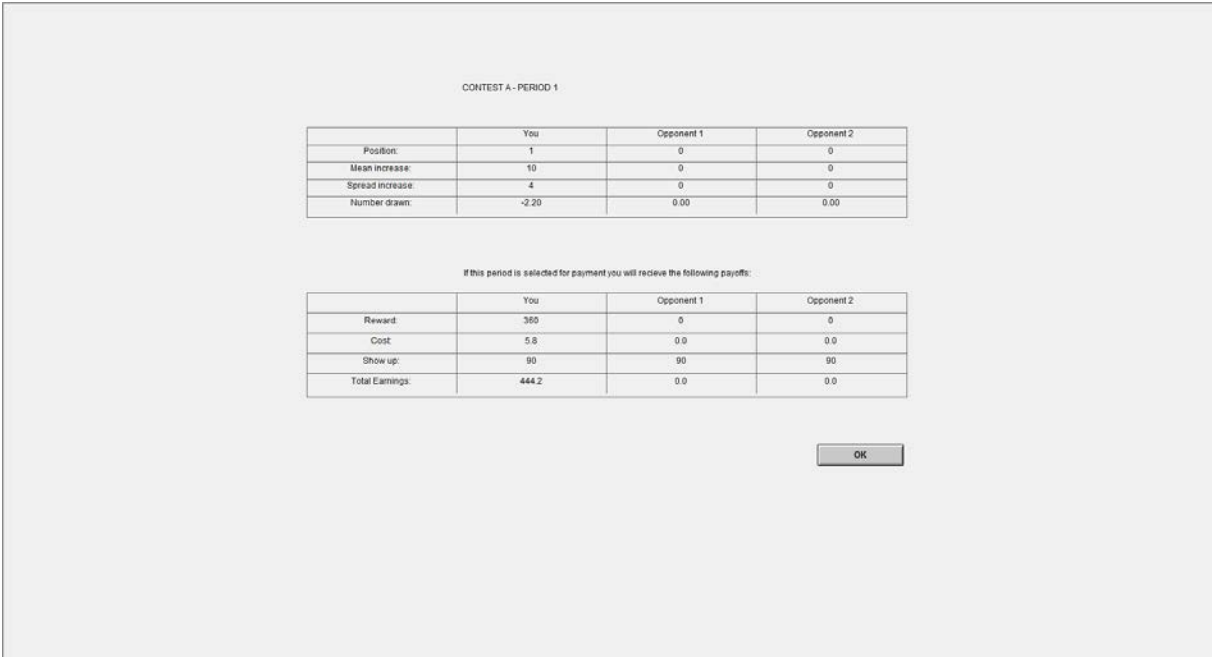 CONTEST A - PERIOD 1
You Opponent 1 Opponent 2
Position: 1 0 0
Mean increase: 10 0 0
Spread increase: 4 0 0
Number drawn: -2.20 0.00 0.00
If this period is selected for payment you will recieve the following payoffs:
You Opponent 1 Opponent 2
Reward: 360 0 0
Cost: 5.8 0.0 0.0
Show up: 90 90 90
Total Earnings: 444.2 0.0 0.0
OK